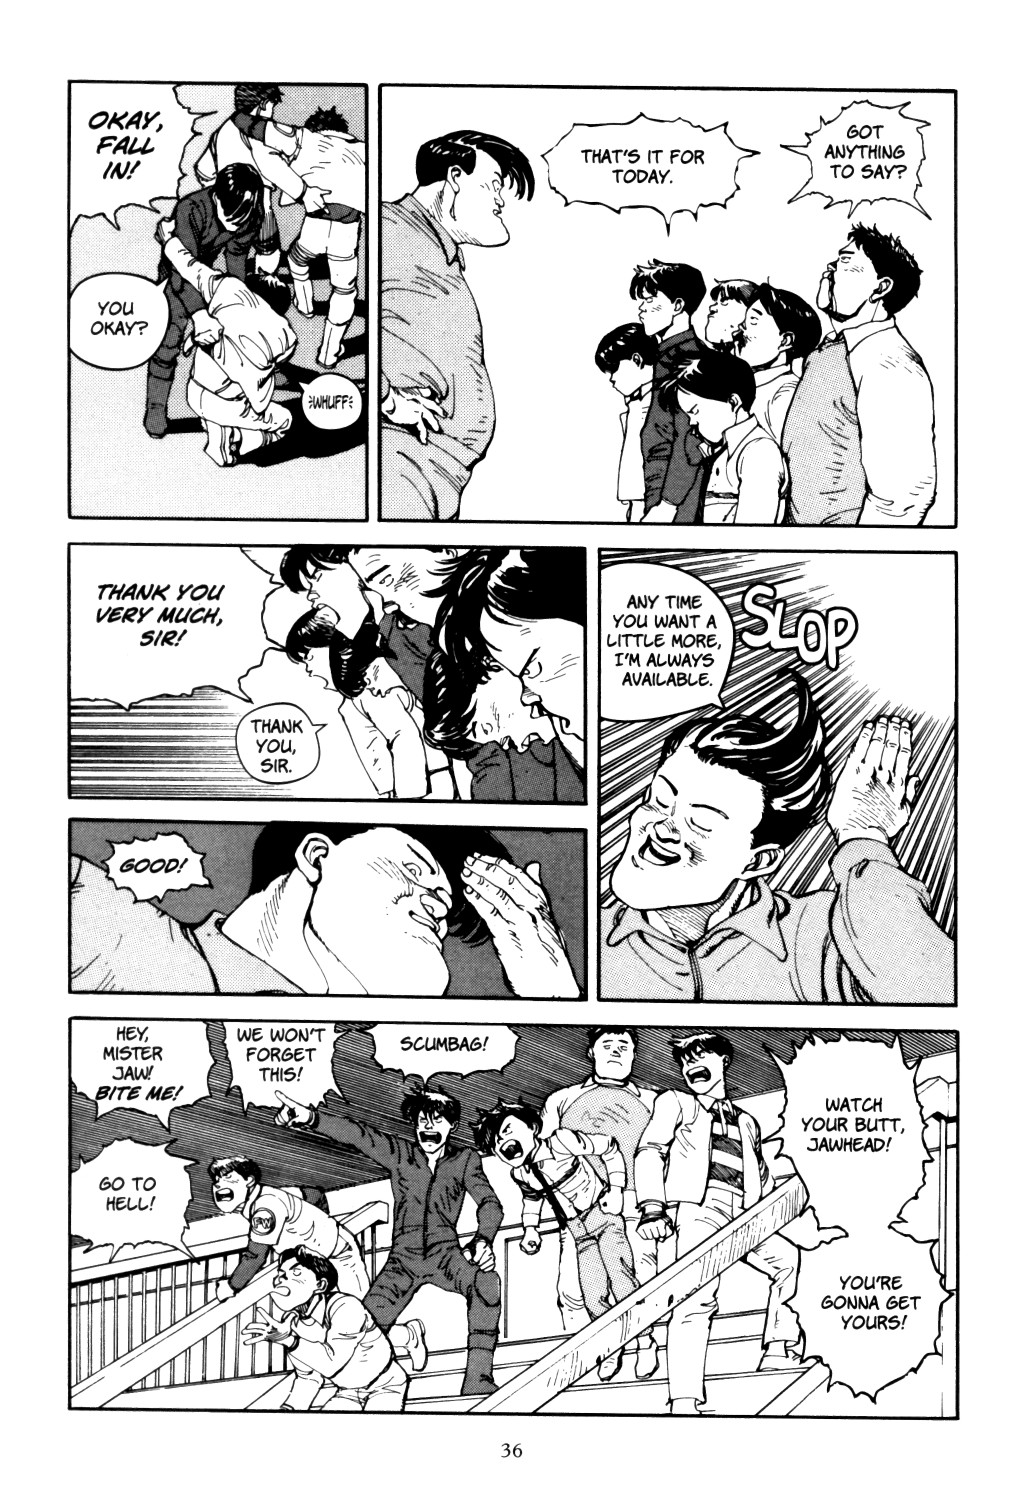 OKAY,
FALL
IN!
YOU
OKAY?
WHUFF
THAT'S IT FOR
TODAY.
GOT
ANYTHING
TO SAY?
THANK YOU
VERY MUCH,
SIR!
THANK
YOU,
SIR.
ANY TIME
YOU WANT A
LITTLE MORE,
I'M ALWAYS
AVAILABLE.
SLOP
GOOD!
HEY,
MISTER
JAW!
BITE ME!
WE WON'T
FORGET
THIS!
SCUMBAG!
GO TO
HELL!
WATCH
YOUR BUTT,
JAWHEAD!
YOU'RE
GONNA GET
YOURS!
36